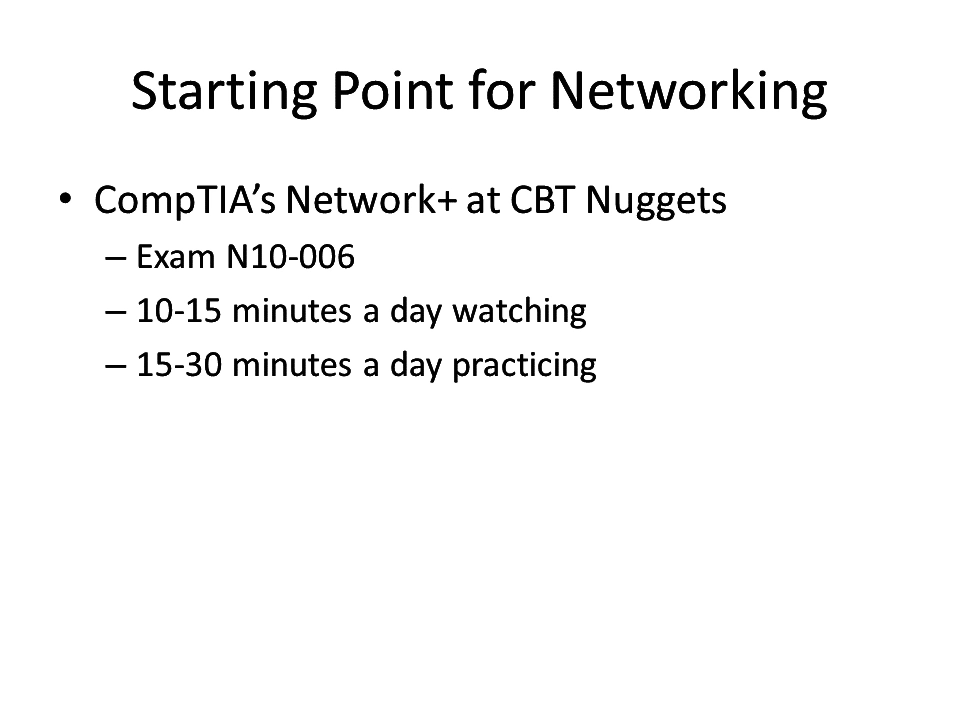 Starting Point for Networking
• CompTIA’s Network+ at CBT Nuggets
– Exam N10-006
– 10-15 minutes a day watching
– 15-30 minutes a day practicing